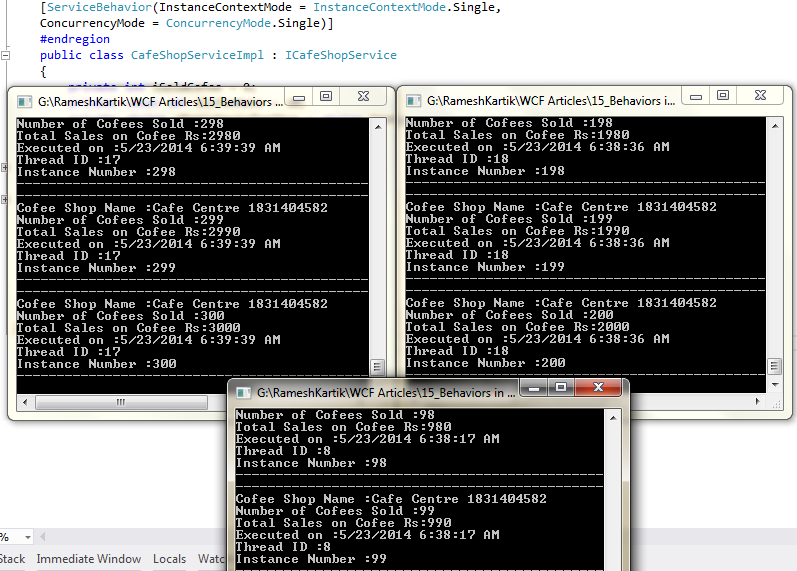 [ServiceBehavior(InstanceContextMode = InstanceContextMode.Single,
ConcurrencyMode = ConcurrencyMode.Single)]
#endregion
public class CafeShopServiceImpl : ICafeShopService
{
G:\RameshKartik\WCF Articles\15_Behaviors ...
Number of Cofees Sold :298
Total Sales on Cofee Rs:2980
Executed on :5/23/2014 6:39:39 AM
Thread ID :17
Instance Number :298
Cofee Shop Name :Cafe Centre 1831404582
Number of Cofees Sold :299
Total Sales on Cofee Rs:2990
Executed on :5/23/2014 6:39:39 AM
Thread ID :17
Instance Number :299
Cofee Shop Name :Cafe Centre 1831404582
Number of Cofees Sold :300
Total Sales on Cofee Rs:3000
Executed on :5/23/2014 6:39:39 AM
Thread ID :17
Instance Number :300
G:\RameshKartik\WCF Articles\15_Behaviors i...
Number of Cofees Sold :198
Total Sales on Cofee Rs:1980
Executed on :5/23/2014 6:38:36 AM
Thread ID :18
Instance Number :198
Cofee Shop Name :Cafe Centre 1831404582
Number of Cofees Sold :199
Total Sales on Cofee Rs:1990
Executed on :5/23/2014 6:38:36 AM
Thread ID :18
Instance Number :199
Cofee Shop Name :Cafe Centre 1831404582
Number of Cofees Sold :200
Total Sales on Cofee Rs:2000
Executed on :5/23/2014 6:38:36 AM
Thread ID :18
Instance Number :200
G:\RameshKartik\WCF Articles\15_Behaviors in ...
Number of Cofees Sold :98
Total Sales on Cofee Rs:980
Executed on :5/23/2014 6:38:17 AM
Thread ID :8
Instance Number :98
Cofee Shop Name :Cafe Centre 1831404582
Number of Cofees Sold :99
Total Sales on Cofee Rs:990
Executed on :5/23/2014 6:38:17 AM
Thread ID :8
Instance Number :99
%
Stack Immediate Window Locals Watc